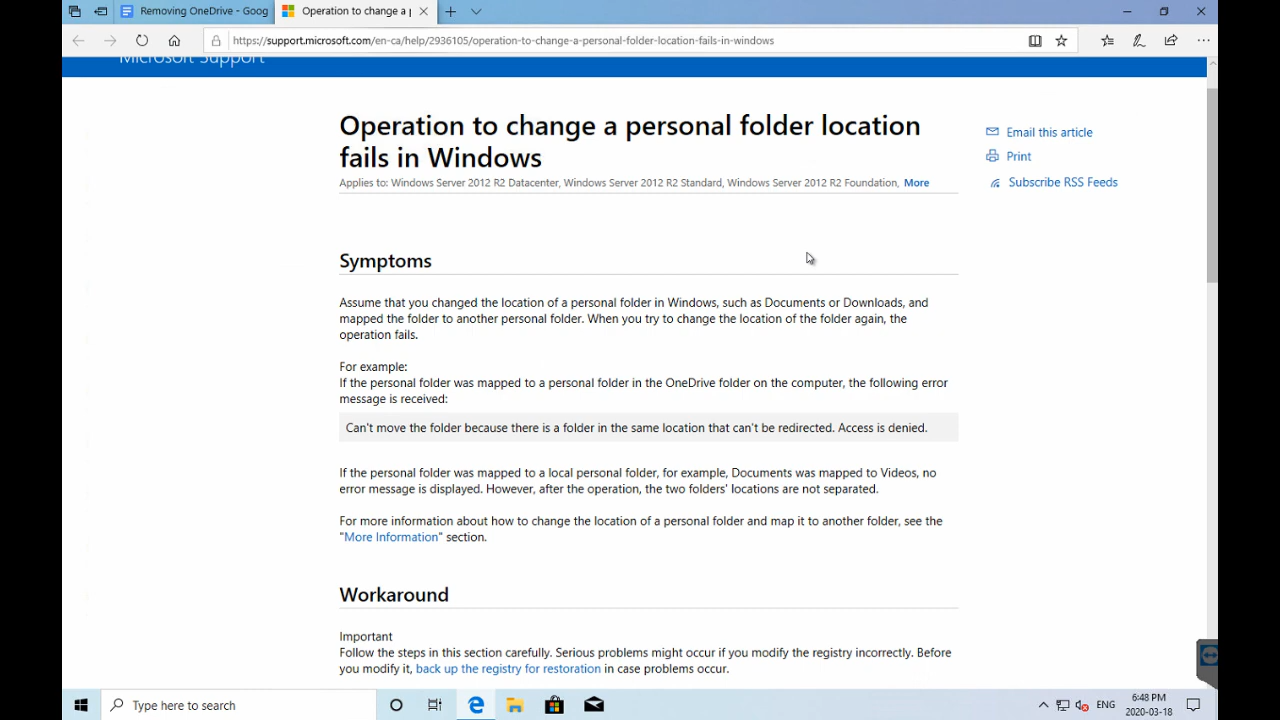 Removing OneDrive - Goog
Operation to change a p
https://support.microsoft.com/en-ca/help/2936105/operation-to-change-a-personal-folder-location-fails-in-windows
Microsoft Support
Operation to change a personal folder location
fails in Windows
Applies to: Windows Server 2012 R2 Datacenter, Windows Server 2012 R2 Standard, Windows Server 2012 R2 Foundation, More
Email this article
Print
Subscribe RSS Feeds
Symptoms
Assume that you changed the location of a personal folder in Windows, such as Documents or Downloads, and
mapped the folder to another personal folder. When you try to change the location of the folder again, the
operation fails.
For example:
If the personal folder was mapped to a personal folder in the OneDrive folder on the computer, the following error
message is received:
Can't move the folder because there is a folder in the same location that can't be redirected. Access is denied.
If the personal folder was mapped to a local personal folder, for example, Documents was mapped to Videos, no
error message is displayed. However, after the operation, the two folders' locations are not separated.
For more information about how to change the location of a personal folder and map it to another folder, see the
"More Information" section.
Workaround
Important
Follow the steps in this section carefully. Serious problems might occur if you modify the registry incorrectly. Before
you modify it, back up the registry for restoration in case problems occur.
Type here to search
ENG
6:48 PM
2020-03-18